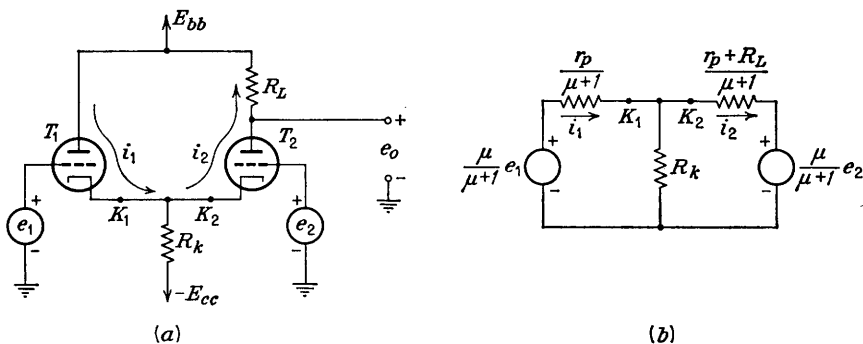 E_bb
R_L
T_1
T_2
i_1
i_2
+
e_o
-
+
e_1
-
K_1
K_2
R_k
+
e_2
-
-E_cc
(a)
r_p/(μ+1)
(r_p+R_L)/(μ+1)
i_1
K_1
K_2
i_2
μ/(μ+1) e_1
+
-
R_k
+
-
μ/(μ+1) e_2
(b)